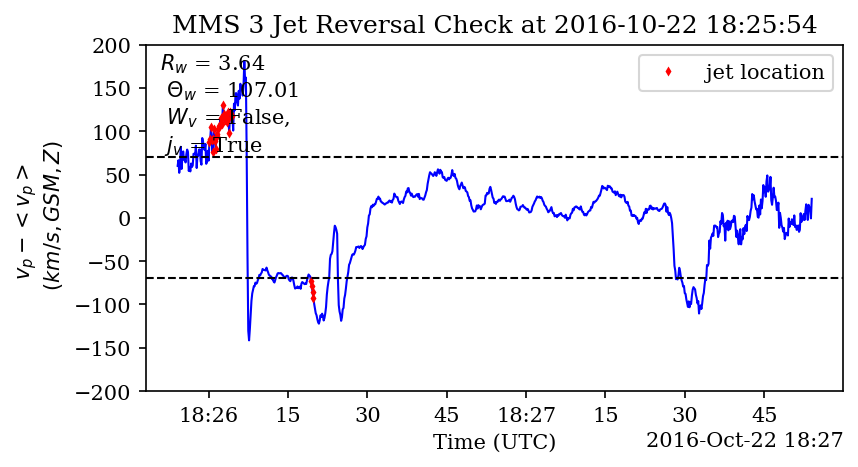 MMS 3 Jet Reversal Check at 2016-10-22 18:25:54
R_w = 3.64
Θ_w = 107.01
W_v = False,
j_v = True
jet location
200
150
100
50
0
−50
−100
−150
−200
v_p − < v_p >
(km/s, GSM, Z)
18:26 15 30 45 18:27 15 30 45
Time (UTC)
2016-Oct-22 18:27